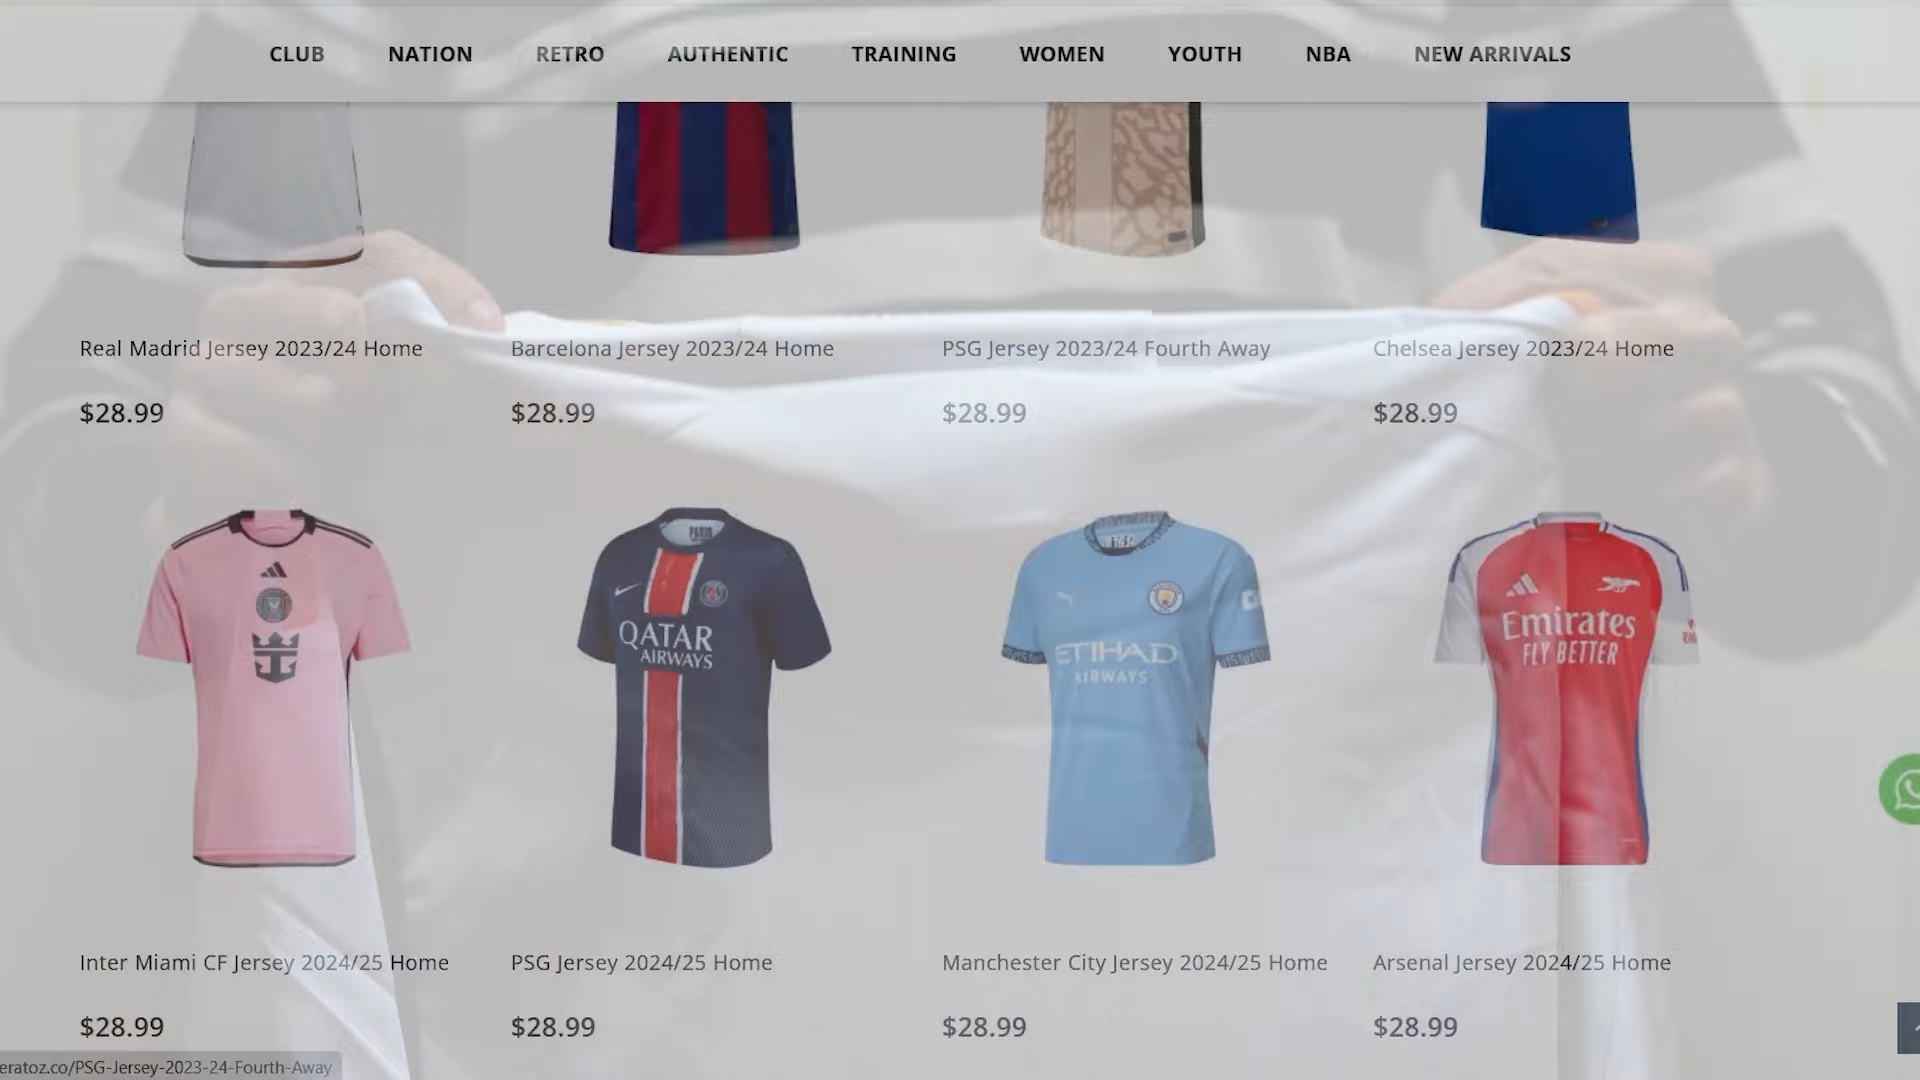 CLUB NATION RETRO AUTHENTIC TRAINING WOMEN YOUTH NBA NEW ARRIVALS
Real Madrid Jersey 2023/24 Home Barcelona Jersey 2023/24 Home PSG Jersey 2023/24 Fourth Away Chelsea Jersey 2023/24 Home
$28.99 $28.99 $28.99 $28.99
QATAR
AIRWAYS
ETIHAD
AIRWAYS
Emirates
FLY BETTER
Inter Miami CF Jersey 2024/25 Home PSG Jersey 2024/25 Home Manchester City Jersey 2024/25 Home Arsenal Jersey 2024/25 Home
$28.99 $28.99 $28.99 $28.99
eratoz.co/PSG-Jersey-2023-24-Fourth-Away